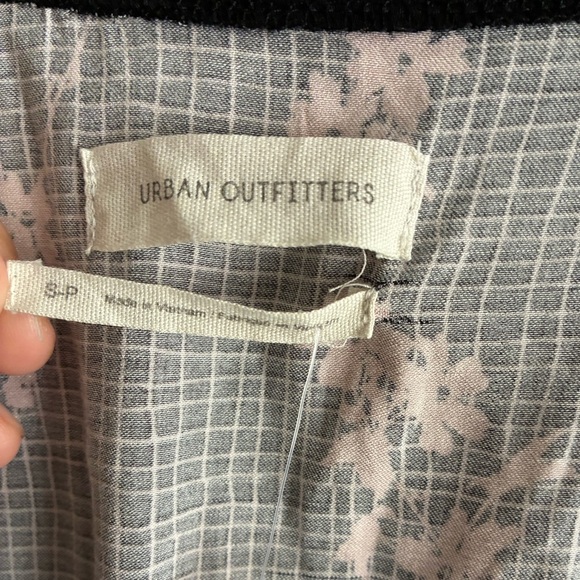 URBAN OUTFITTERS
S-P Made in Vietnam /